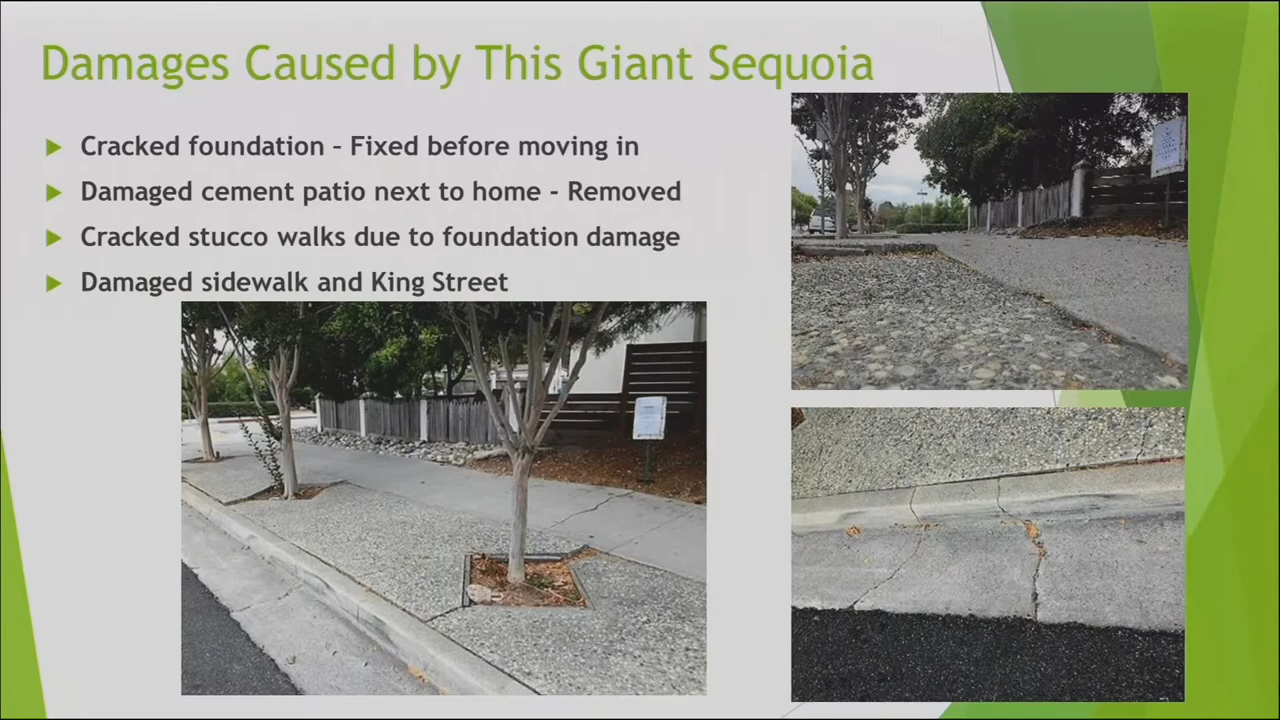 Damages Caused by This Giant Sequoia
Cracked foundation – Fixed before moving in
Damaged cement patio next to home - Removed
Cracked stucco walks due to foundation damage
Damaged sidewalk and King Street